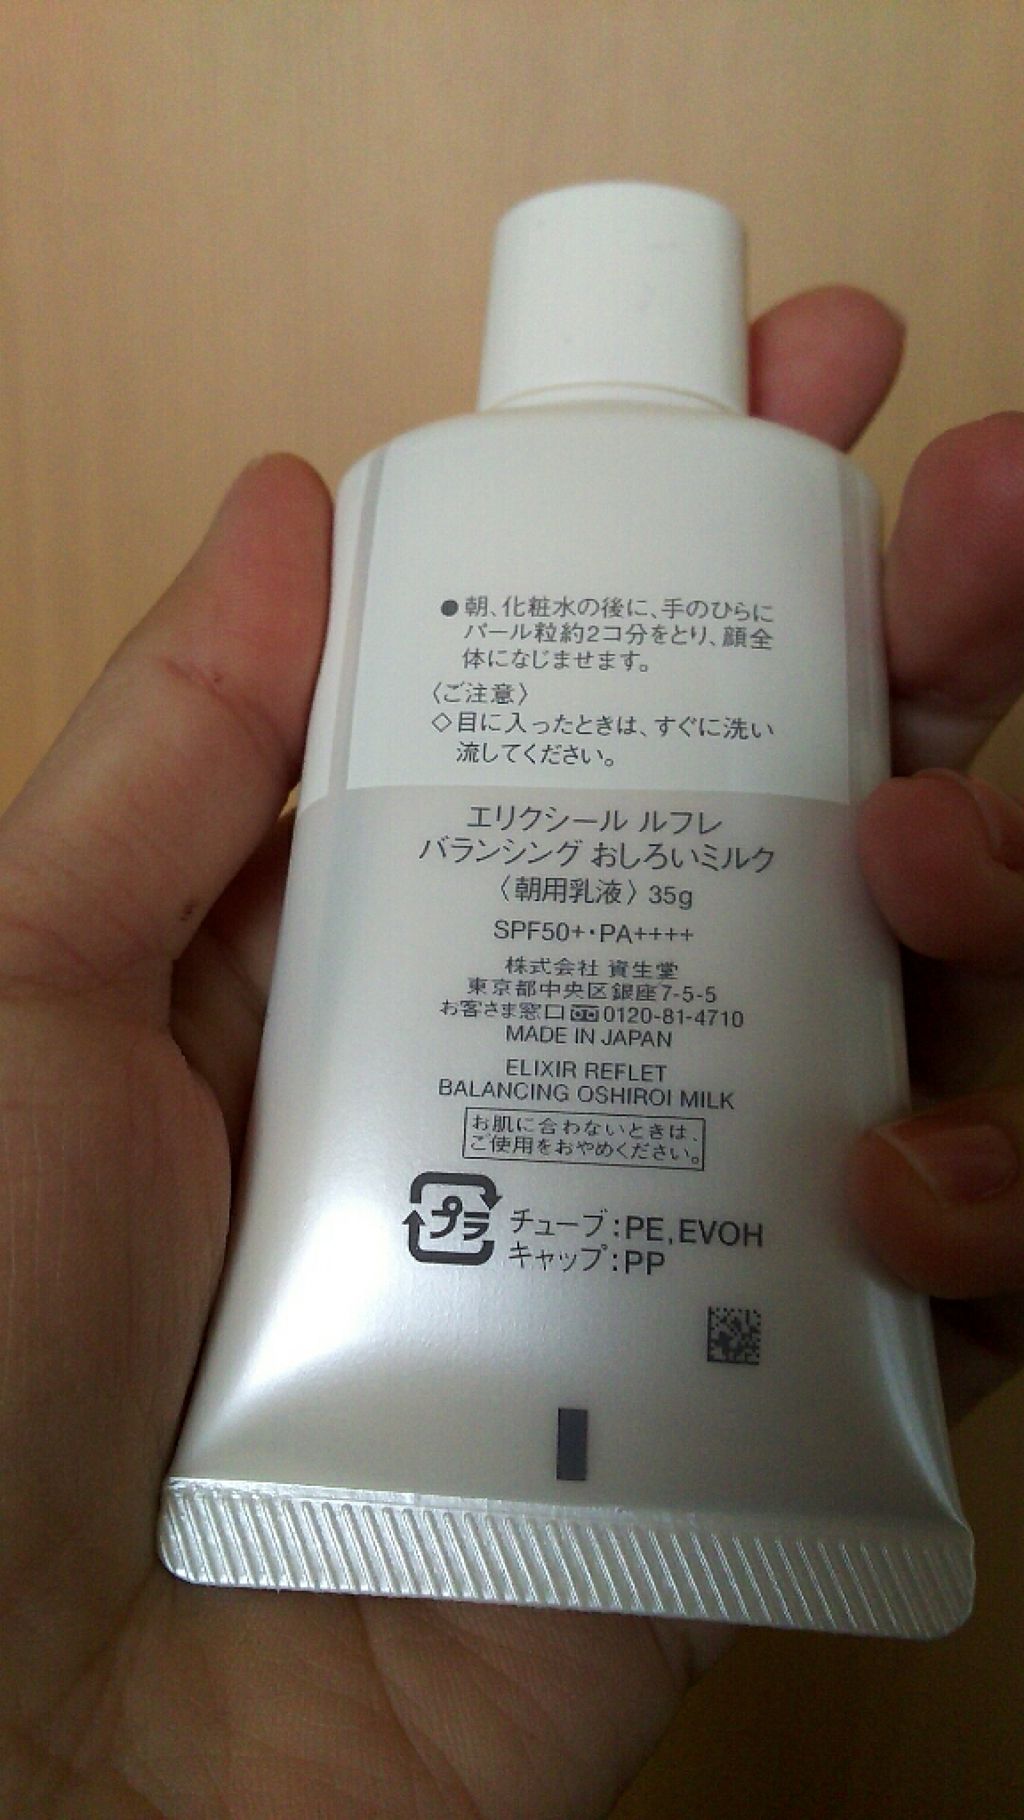 ●朝、化粧水の後に、手のひらに
パール粒約2コ分をとり、顔全
体になじませます。
〈ご注意〉
◇目に入ったときは、すぐに洗い
流してください。
エリクシール ルフレ
バランシング おしろいミルク
〈朝用乳液〉 35g
SPF50+・PA++++
株式会社 資生堂
東京都中央区銀座7-5-5
お客さま窓口 0120-81-4710
MADE IN JAPAN
ELIXIR REFLET
BALANCING OSHIROI MILK
お肌に合わないときは、
ご使用をおやめください。
プラ
チューブ:PE,EVOH
キャップ:PP